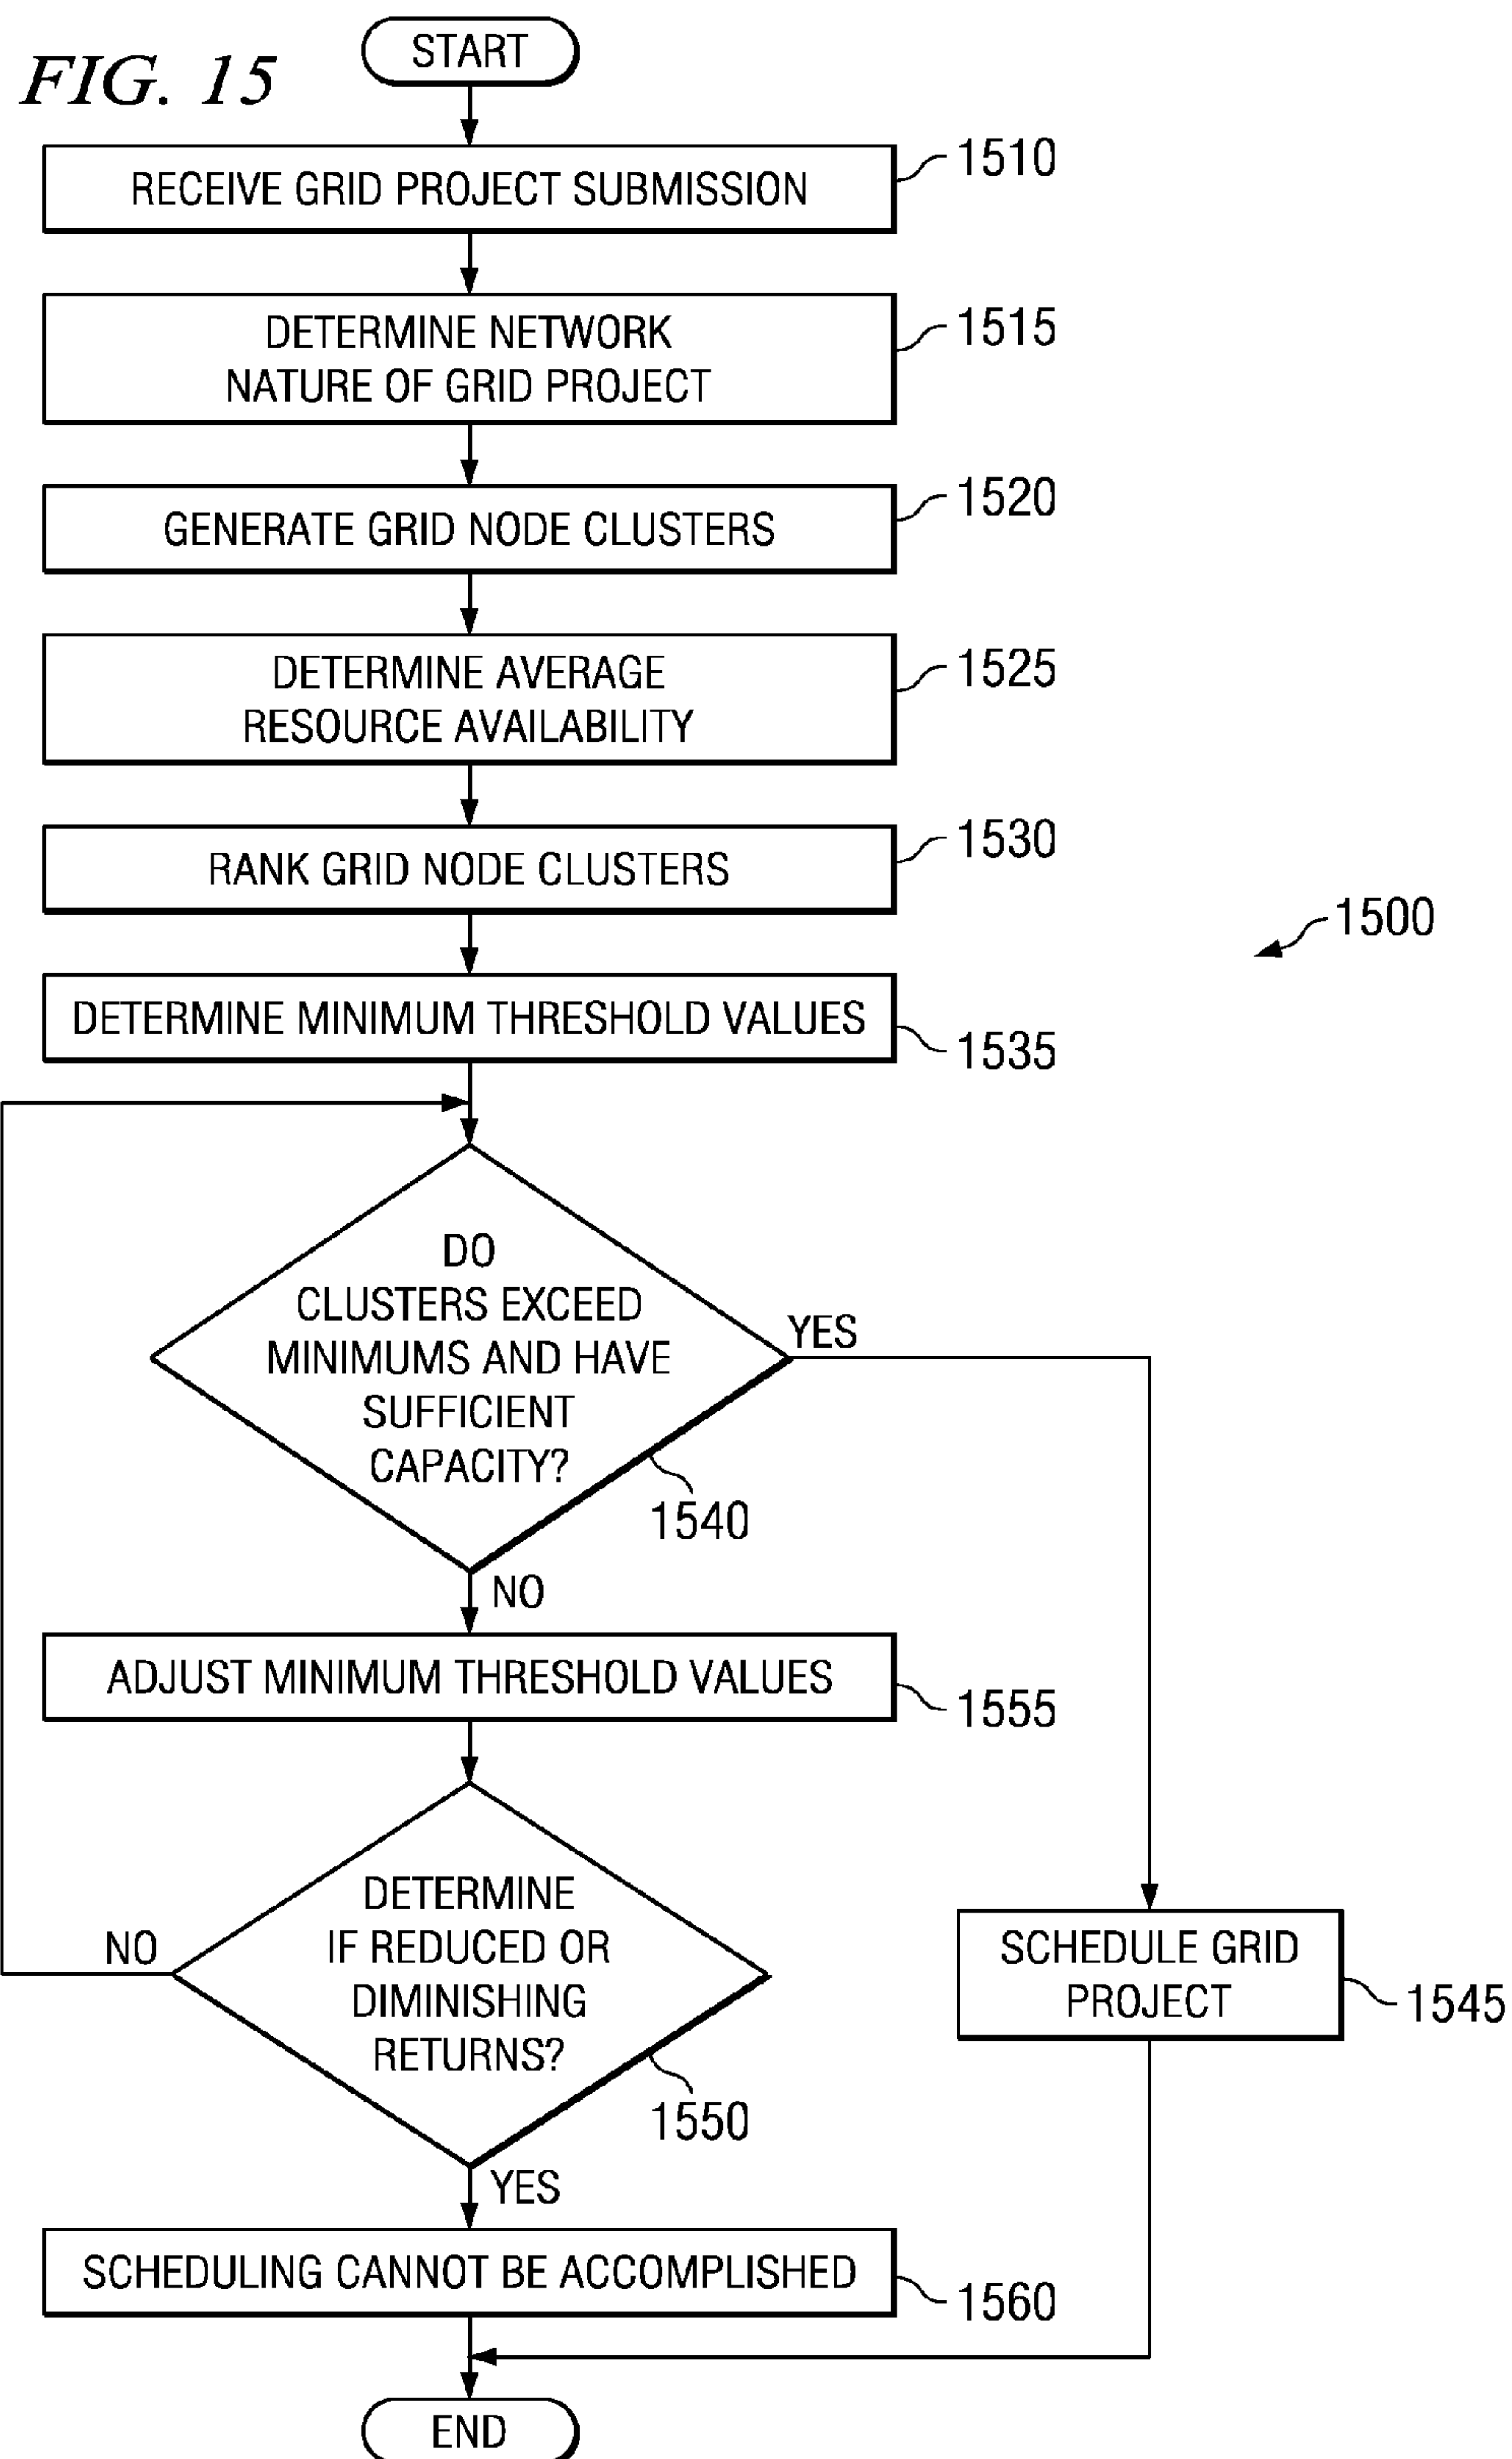 FIG. 15
START
RECEIVE GRID PROJECT SUBMISSION
1510
DETERMINE NETWORK
NATURE OF GRID PROJECT
1515
GENERATE GRID NODE CLUSTERS
1520
DETERMINE AVERAGE
RESOURCE AVAILABILITY
1525
RANK GRID NODE CLUSTERS
1530
1500
DETERMINE MINIMUM THRESHOLD VALUES
1535
DO
CLUSTERS EXCEED
MINIMUMS AND HAVE
SUFFICIENT
CAPACITY?
YES
1540
NO
ADJUST MINIMUM THRESHOLD VALUES
1555
DETERMINE
IF REDUCED OR
DIMINISHING
RETURNS?
NO
1550
YES
SCHEDULE GRID
PROJECT
1545
SCHEDULING CANNOT BE ACCOMPLISHED
1560
END